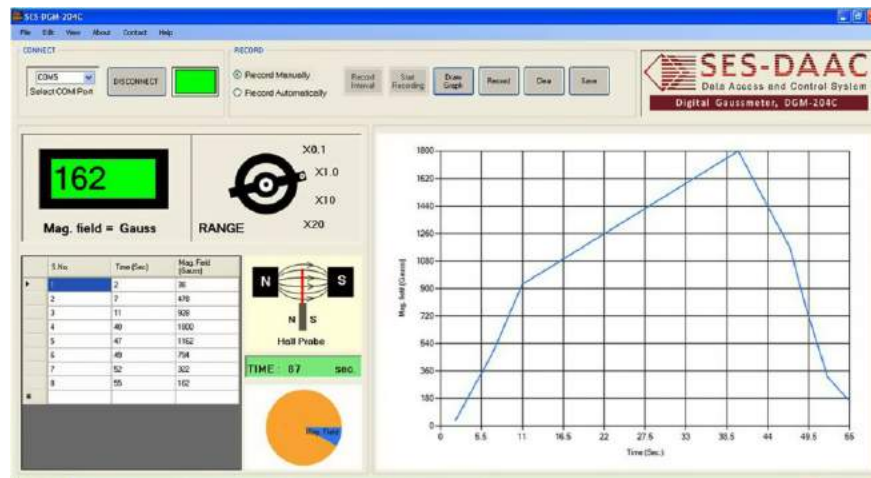 SES-DGM-204C
File Edit View About Contact Help
CONNECT
COM5
Select COM Port
DISCONNECT
RECORD
Record Manually
Record Automatically
Record Interval
Start Recording
Draw Graph
Record
Clear
Save
SES-DAAC
Data Access and Control System
Digital Gaussmeter, DGM-204C
162
Mag. field = Gauss
RANGE
X0.1
X1.0
X10
X20
S.No. Time (Sec) Mag. Field (Gauss)
1 2 36
2 7 470
3 11 928
4 40 1800
5 47 1162
6 49 794
7 52 322
8 55 162
N S
N S
Hall Probe
TIME : 87 sec.
Mag. Field
Mag. field (Gauss)
1800
1620
1440
1260
1080
900
720
540
360
180
0
0 5.5 11 16.5 22 27.5 33 38.5 44 49.5 55
Time (Sec.)